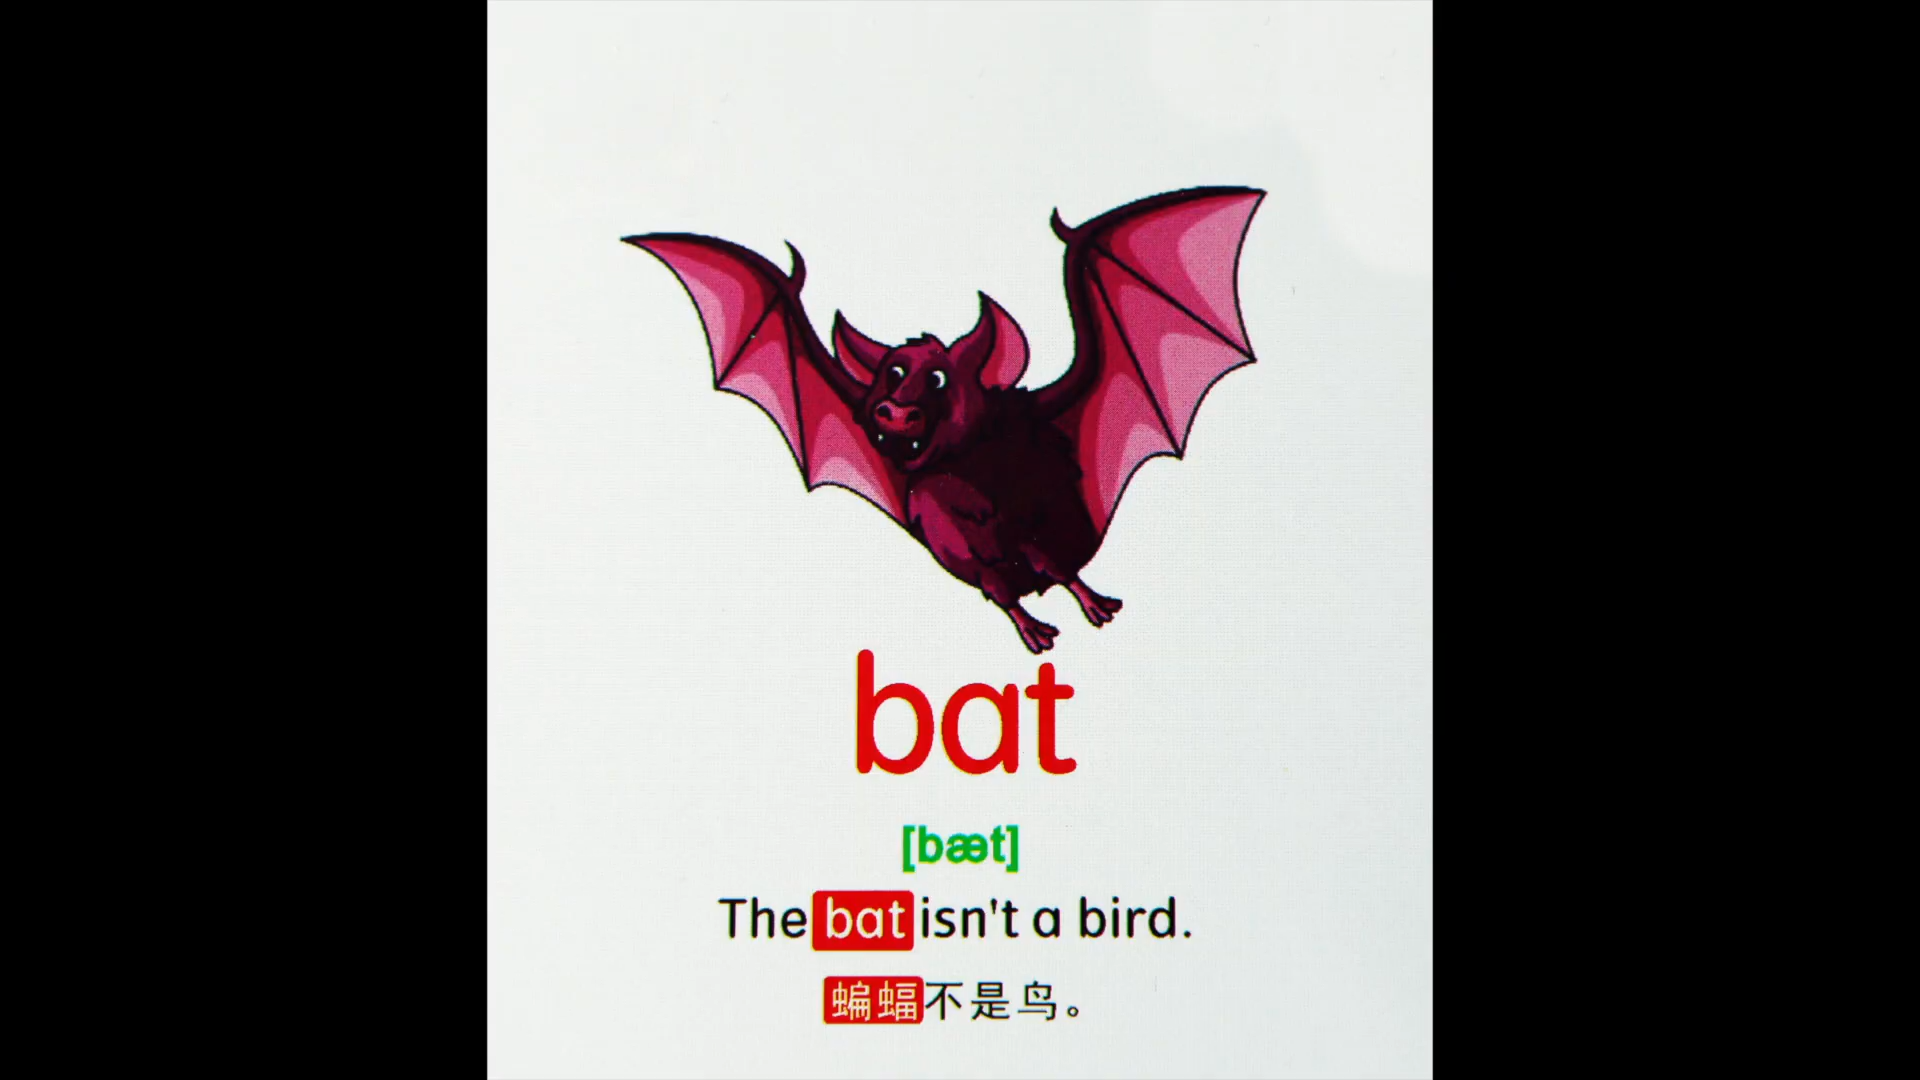 bat
[bæt]
The bat isn't a bird.
蝙蝠不是鸟。